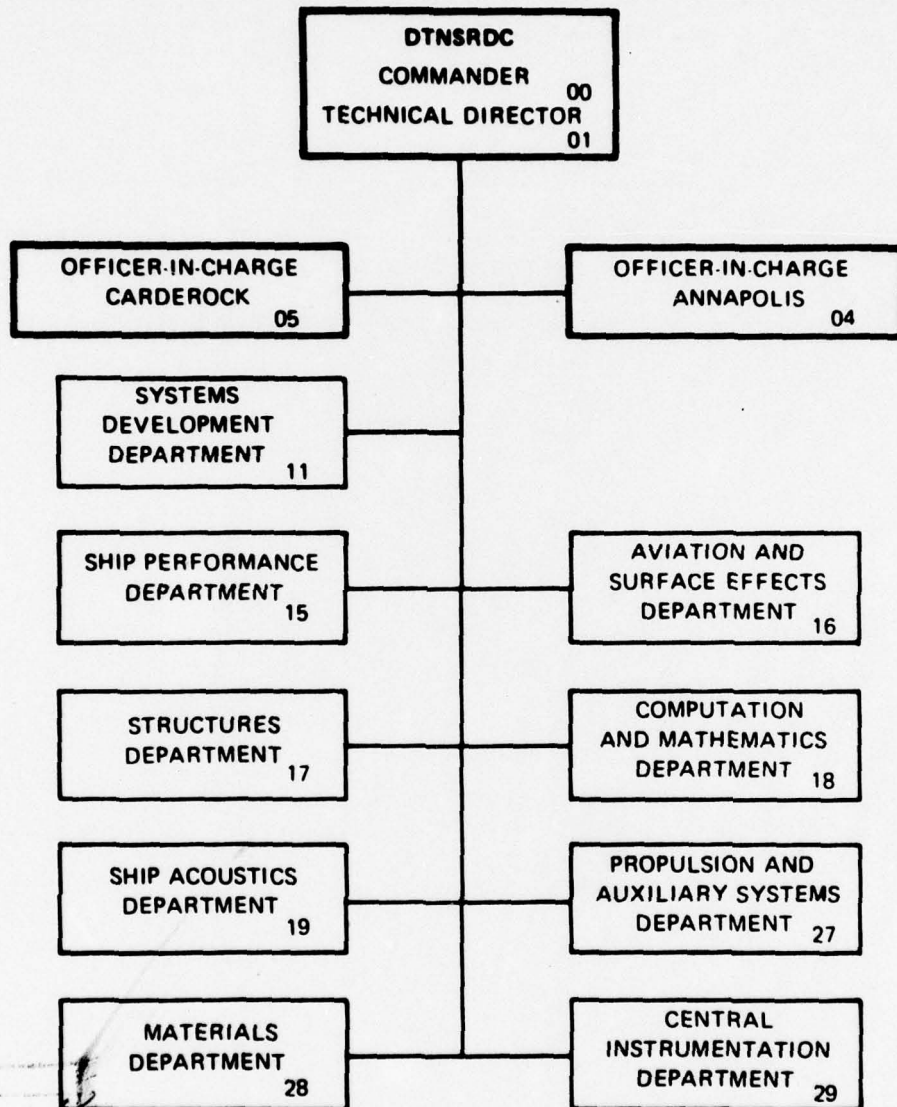 DTNSRDC
COMMANDER
00
TECHNICAL DIRECTOR
01
OFFICER-IN-CHARGE
CARDEROCK
05
OFFICER-IN-CHARGE
ANNAPOLIS
04
SYSTEMS
DEVELOPMENT
DEPARTMENT
11
SHIP PERFORMANCE
DEPARTMENT
15
AVIATION AND
SURFACE EFFECTS
DEPARTMENT
16
STRUCTURES
DEPARTMENT
17
COMPUTATION
AND MATHEMATICS
DEPARTMENT
18
SHIP ACOUSTICS
DEPARTMENT
19
PROPULSION AND
AUXILIARY SYSTEMS
DEPARTMENT
27
MATERIALS
DEPARTMENT
28
CENTRAL
INSTRUMENTATION
DEPARTMENT
29